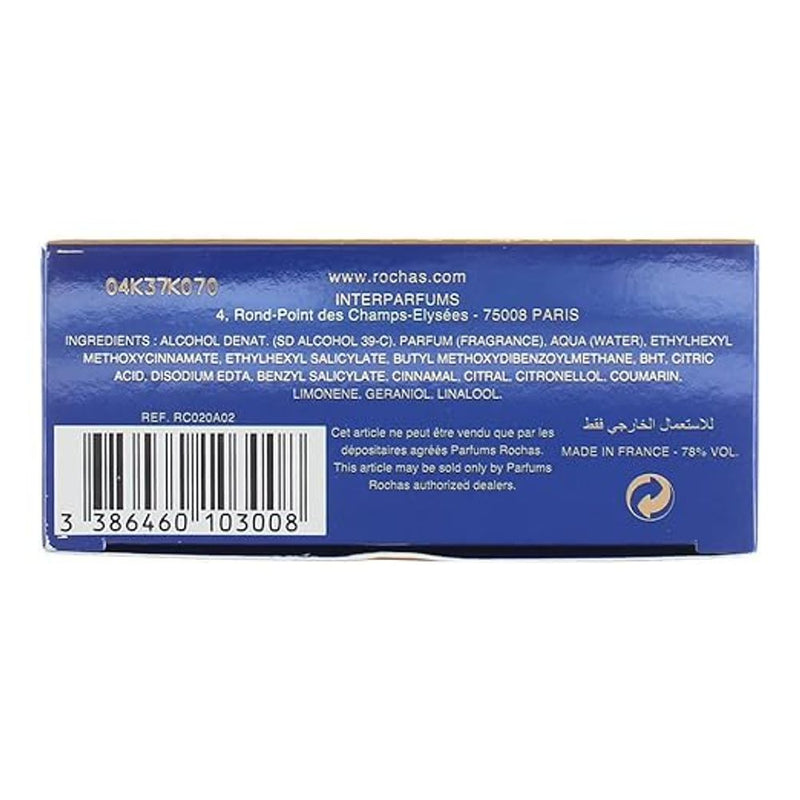 04K37K070
www.rochas.com
INTERPARFUMS
4, Rond-Point des Champs-Elysées - 75008 PARIS
INGREDIENTS : ALCOHOL DENAT. (SD ALCOHOL 39-C), PARFUM (FRAGRANCE), AQUA (WATER), ETHYLHEXYL
METHOXYCINNAMATE, ETHYLHEXYL SALICYLATE, BUTYL METHOXYDIBENZOYLMETHANE, BHT, CITRIC
ACID, DISODIUM EDTA, BENZYL SALICYLATE, CINNAMAL, CITRAL, CITRONELLOL, COUMARIN,
LIMONENE, GERANIOL, LINALOOL.
REF. RC020A02
3 386460 103008
Cet article ne peut être vendu que par les
dépositaires agréés Parfums Rochas.
This article may be sold only by Parfums
Rochas authorized dealers.
للاستعمال الخارجي فقط
MADE IN FRANCE - 78% VOL.